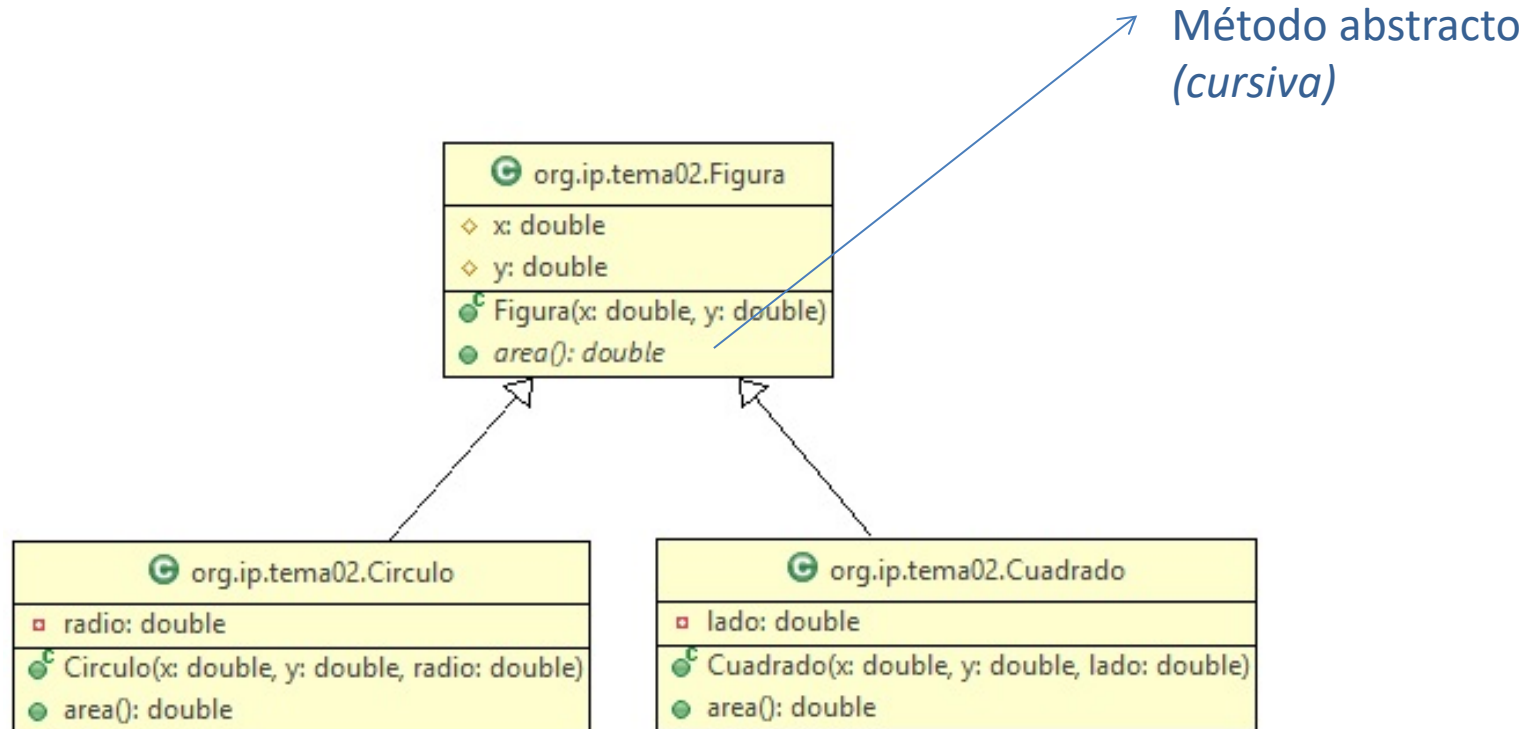 Método abstracto
(cursiva)
org.ip.tema02.Figura
x: double
y: double
Figura(x: double, y: double)
area(): double
org.ip.tema02.Circulo
radio: double
Circulo(x: double, y: double, radio: double)
area(): double
org.ip.tema02.Cuadrado
lado: double
Cuadrado(x: double, y: double, lado: double)
area(): double